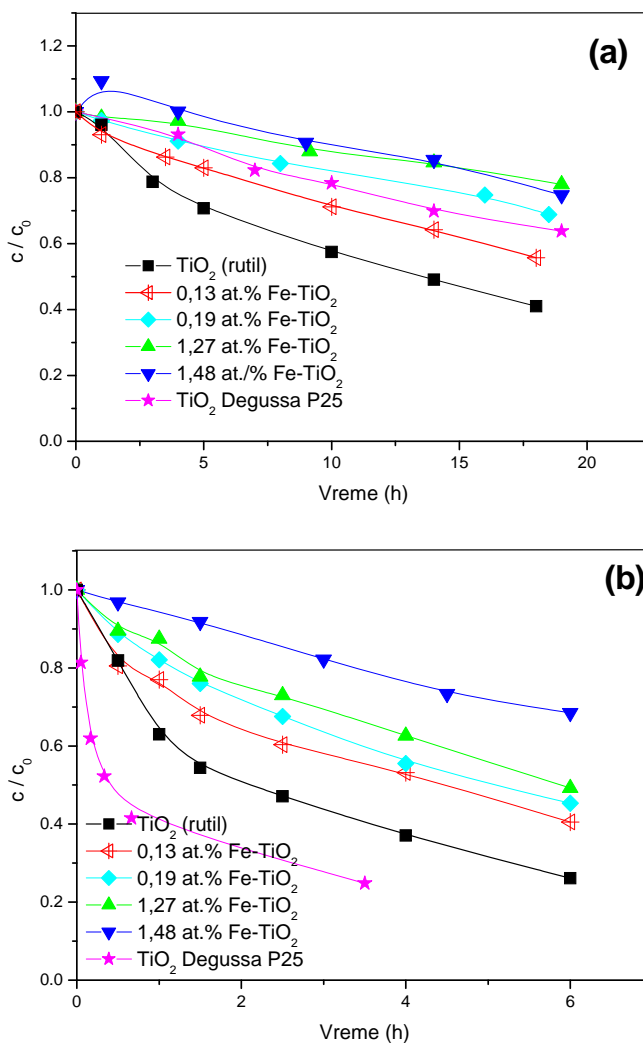 (a)
1.2
1.0
0.8
0.6
0.4
0.2
0.0
c / c₀
TiO₂ (rutil)
0,13 at.% Fe-TiO₂
0,19 at.% Fe-TiO₂
1,27 at.% Fe-TiO₂
1,48 at./% Fe-TiO₂
TiO₂ Degussa P25
0 5 10 15 20
Vreme (h)
(b)
1.0
0.8
0.6
0.4
0.2
0.0
c / c₀
TiO₂ (rutil)
0,13 at.% Fe-TiO₂
0,19 at.% Fe-TiO₂
1,27 at.% Fe-TiO₂
1,48 at.% Fe-TiO₂
TiO₂ Degussa P25
0 2 4 6
Vreme (h)